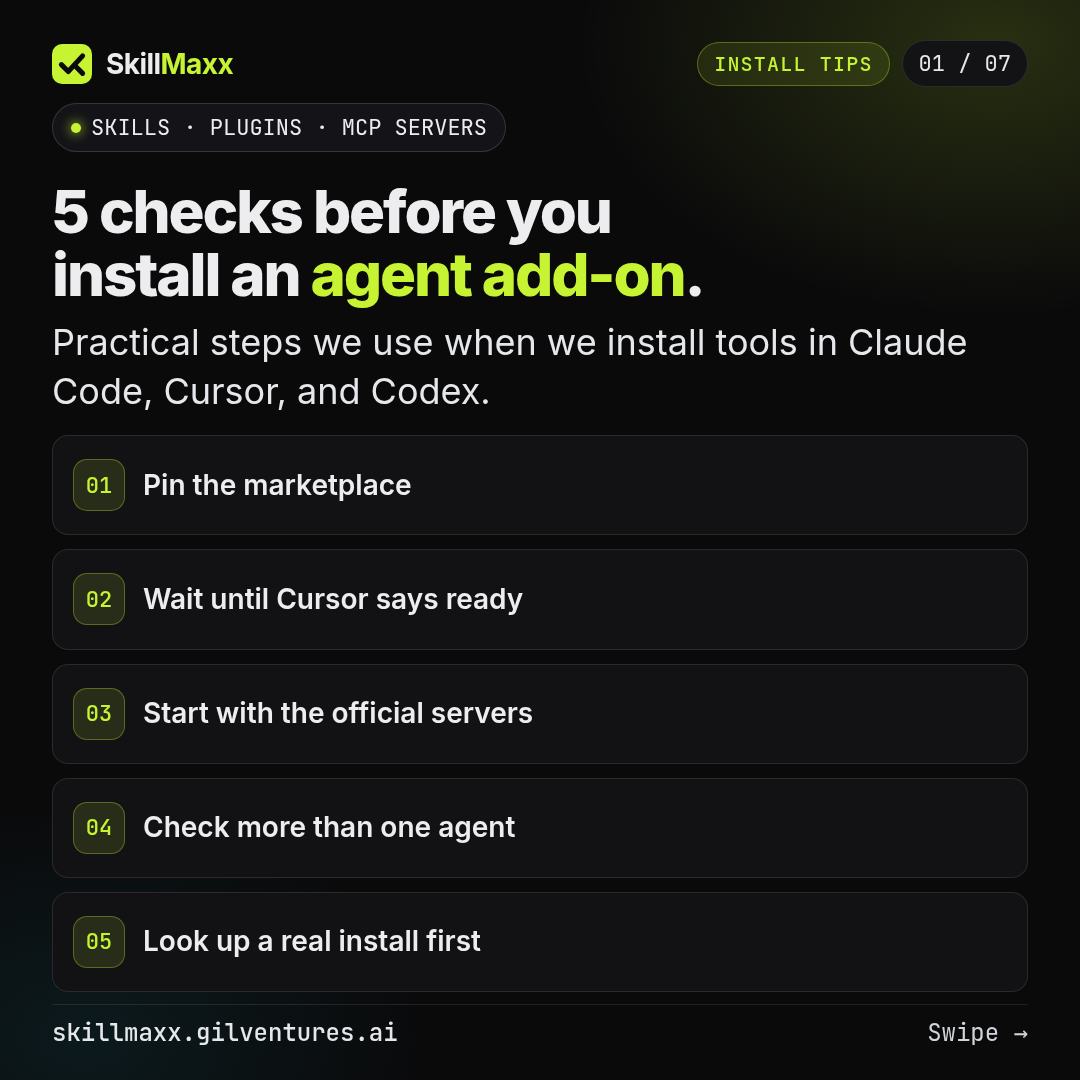 SkillMaxx
INSTALL TIPS
01 / 07
SKILLS · PLUGINS · MCP SERVERS
5 checks before you
install an agent add-on.
Practical steps we use when we install tools in Claude
Code, Cursor, and Codex.
01 Pin the marketplace
02 Wait until Cursor says ready
03 Start with the official servers
04 Check more than one agent
05 Look up a real install first
skillmaxx.gilventures.ai
Swipe →